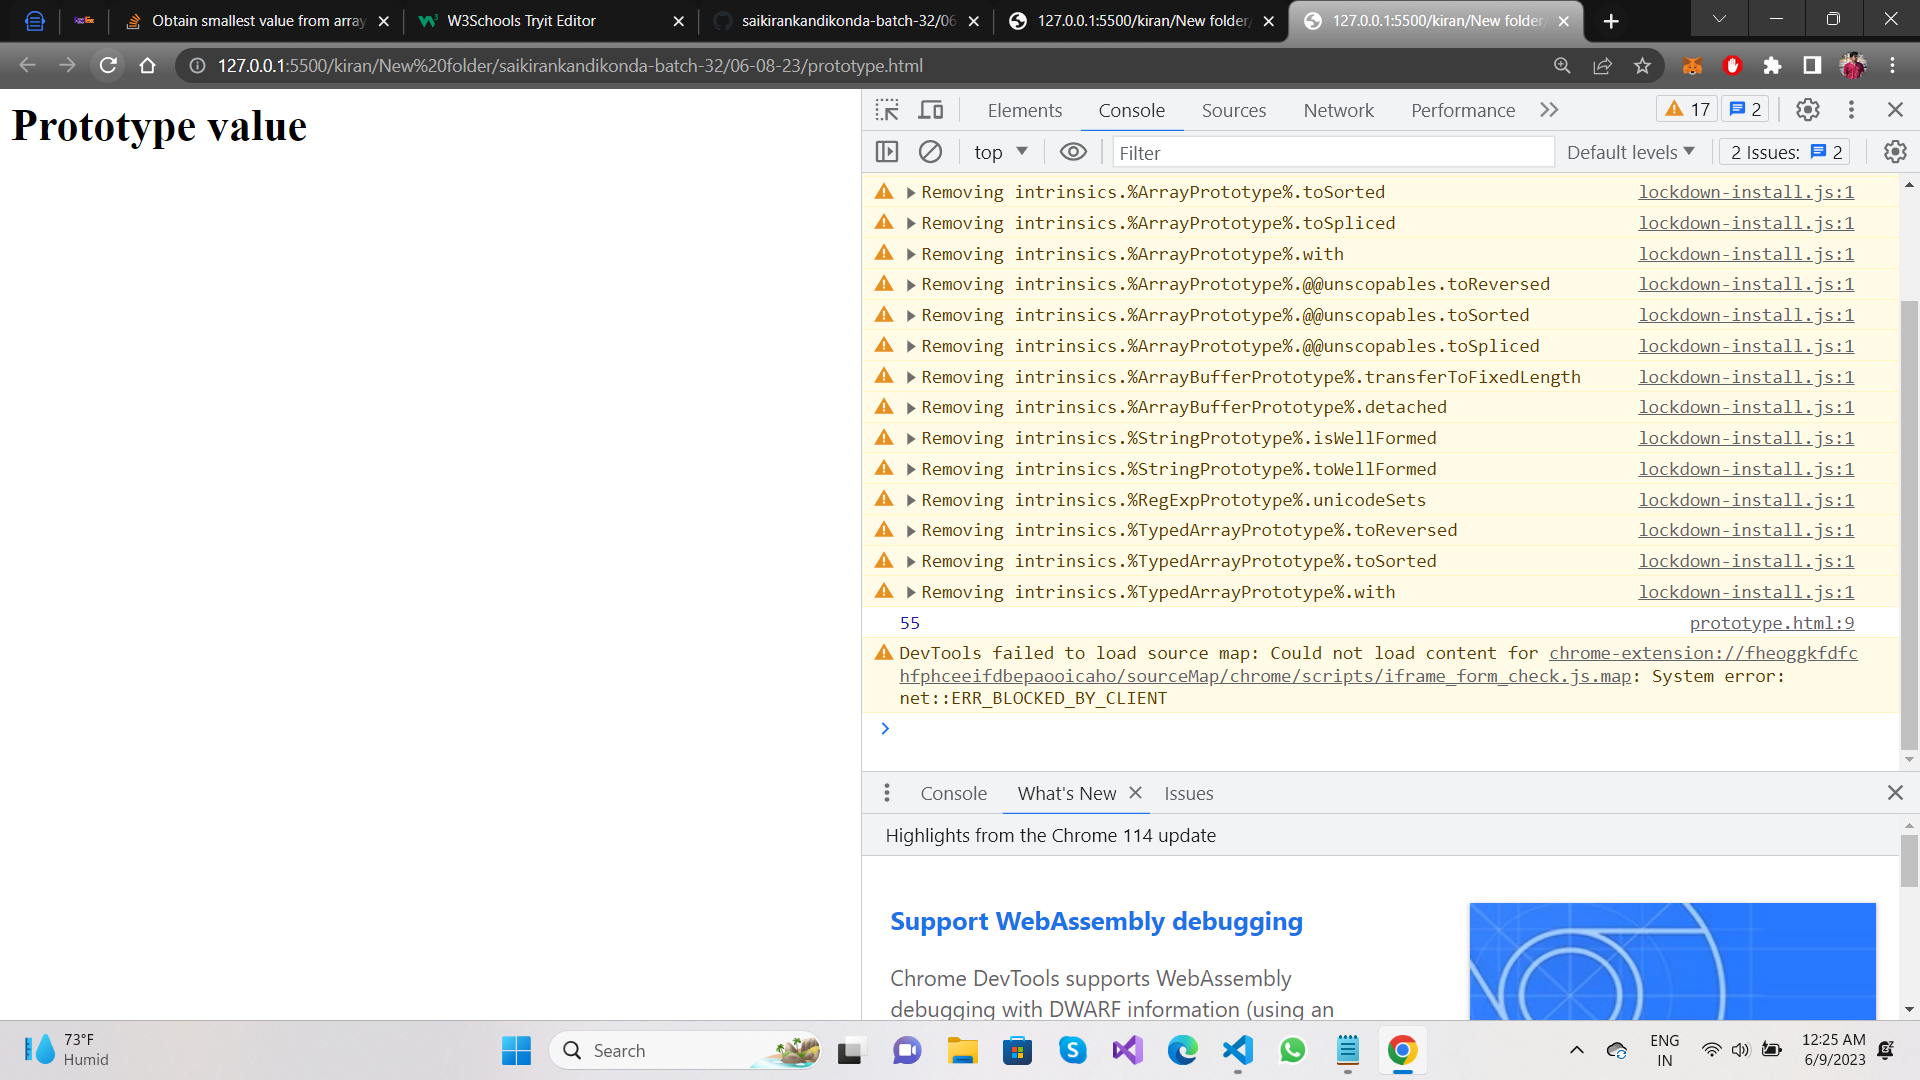 Obtain smallest value from array
W3Schools Tryit Editor
saikirankandikonda-batch-32/06
127.0.0.1:5500/kiran/New folder/
127.0.0.1:5500/kiran/New folder/
127.0.0.1:5500/kiran/New%20folder/saikirankandikonda-batch-32/06-08-23/prototype.html
Prototype value
Elements Console Sources Network Performance 17 2
top Filter Default levels 2 Issues: 2
Removing intrinsics.%ArrayPrototype%.toSorted lockdown-install.js:1
Removing intrinsics.%ArrayPrototype%.toSpliced lockdown-install.js:1
Removing intrinsics.%ArrayPrototype%.with lockdown-install.js:1
Removing intrinsics.%ArrayPrototype%.@@unscopables.toReversed lockdown-install.js:1
Removing intrinsics.%ArrayPrototype%.@@unscopables.toSorted lockdown-install.js:1
Removing intrinsics.%ArrayPrototype%.@@unscopables.toSpliced lockdown-install.js:1
Removing intrinsics.%ArrayBufferPrototype%.transferToFixedLength lockdown-install.js:1
Removing intrinsics.%ArrayBufferPrototype%.detached lockdown-install.js:1
Removing intrinsics.%StringPrototype%.isWellFormed lockdown-install.js:1
Removing intrinsics.%StringPrototype%.toWellFormed lockdown-install.js:1
Removing intrinsics.%RegExpPrototype%.unicodeSets lockdown-install.js:1
Removing intrinsics.%TypedArrayPrototype%.toReversed lockdown-install.js:1
Removing intrinsics.%TypedArrayPrototype%.toSorted lockdown-install.js:1
Removing intrinsics.%TypedArrayPrototype%.with lockdown-install.js:1
55 prototype.html:9
DevTools failed to load source map: Could not load content for chrome-extension://fheoggkfdfc
hfphceeifdbepaooicaho/sourceMap/chrome/scripts/iframe_form_check.js.map: System error:
net::ERR_BLOCKED_BY_CLIENT
Console What's New Issues
Highlights from the Chrome 114 update
Support WebAssembly debugging
Chrome DevTools supports WebAssembly
debugging with DWARF information (using an
73°F
Humid
Search
ENG
IN
12:25 AM
6/9/2023